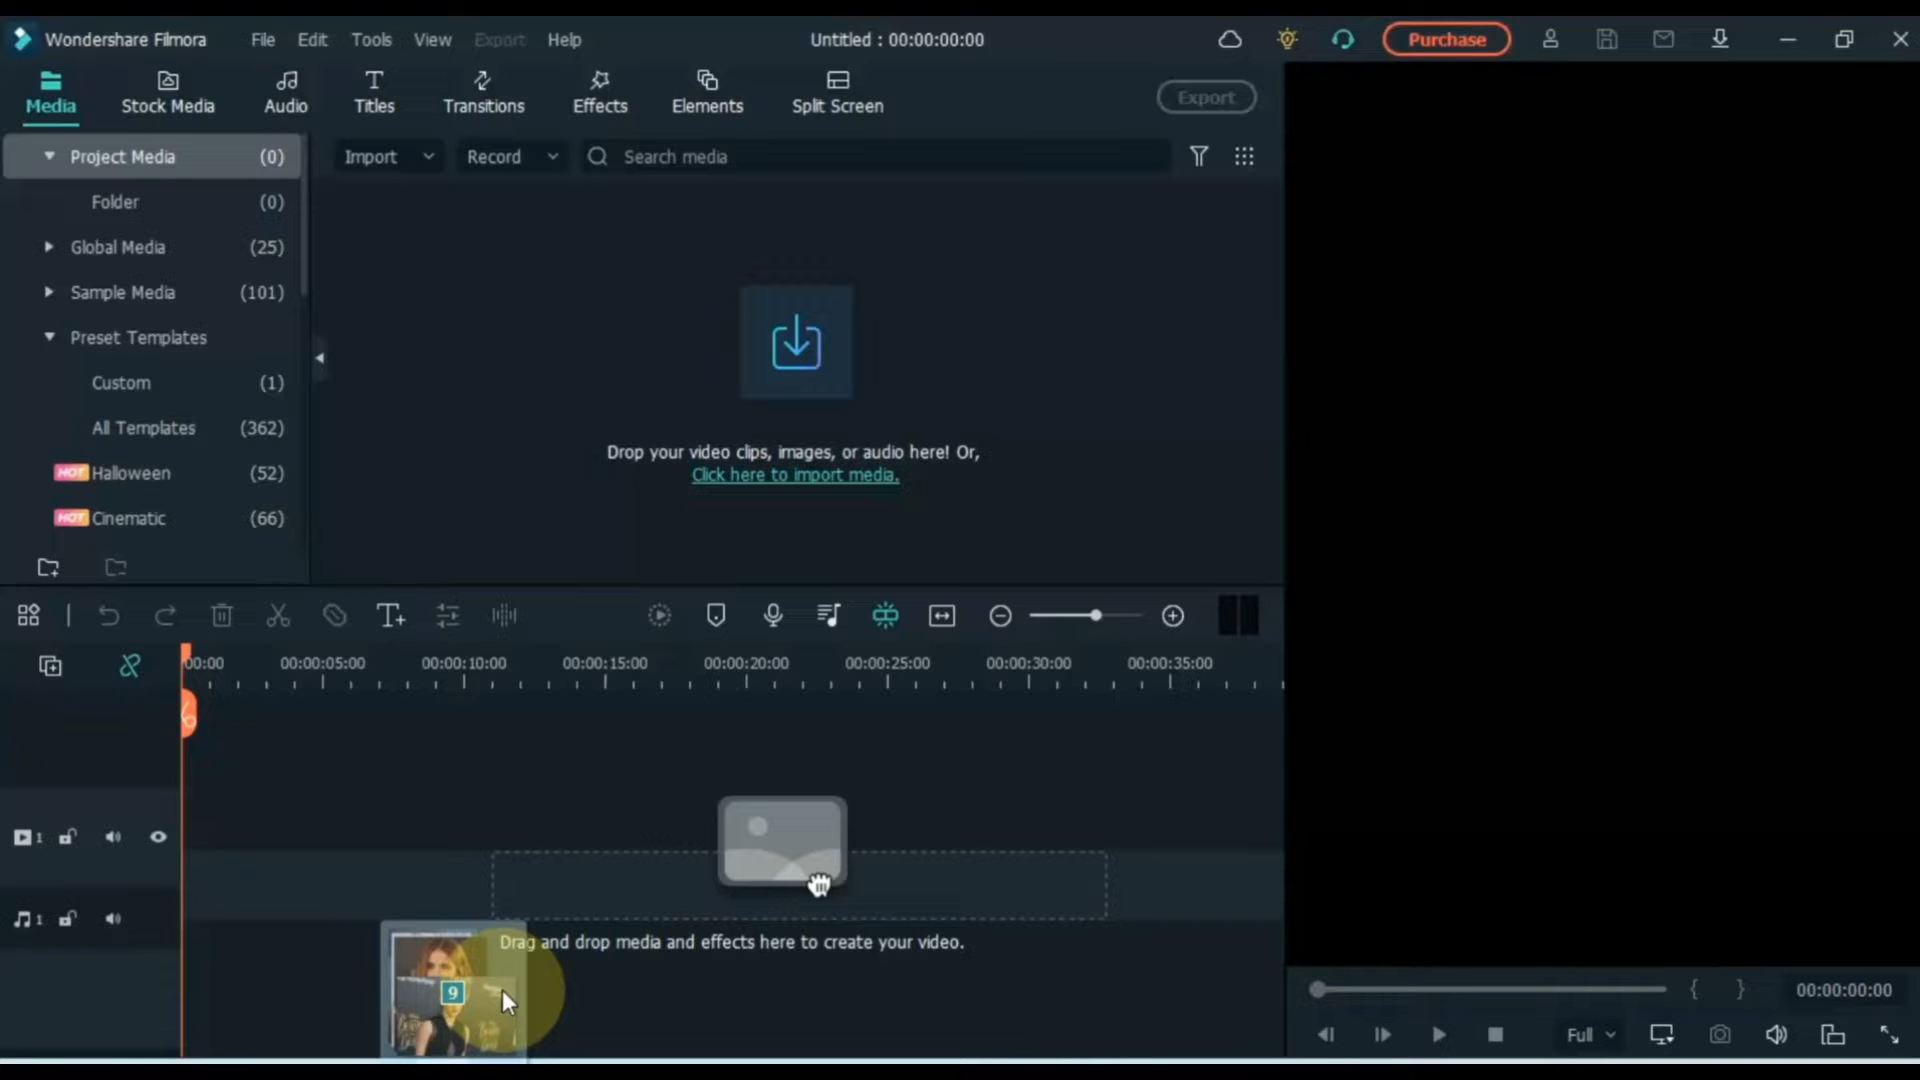 Wondershare Filmora File Edit Tools View Export Help Untitled : 00:00:00:00 Purchase
Media Stock Media Audio Titles Transitions Effects Elements Split Screen Export
Project Media (0) Import Record Search media
Folder (0)
Global Media (25)
Sample Media (101)
Preset Templates
Custom (1)
All Templates (362)
HOT Halloween (52)
HOT Cinematic (66)
Drop your video clips, images, or audio here! Or,
Click here to import media.
00:00 00:00:05:00 00:00:10:00 00:00:15:00 00:00:20:00 00:00:25:00 00:00:30:00 00:00:35:00
1
1
Drag and drop media and effects here to create your video.
9
{ } 00:00:00:00
Full